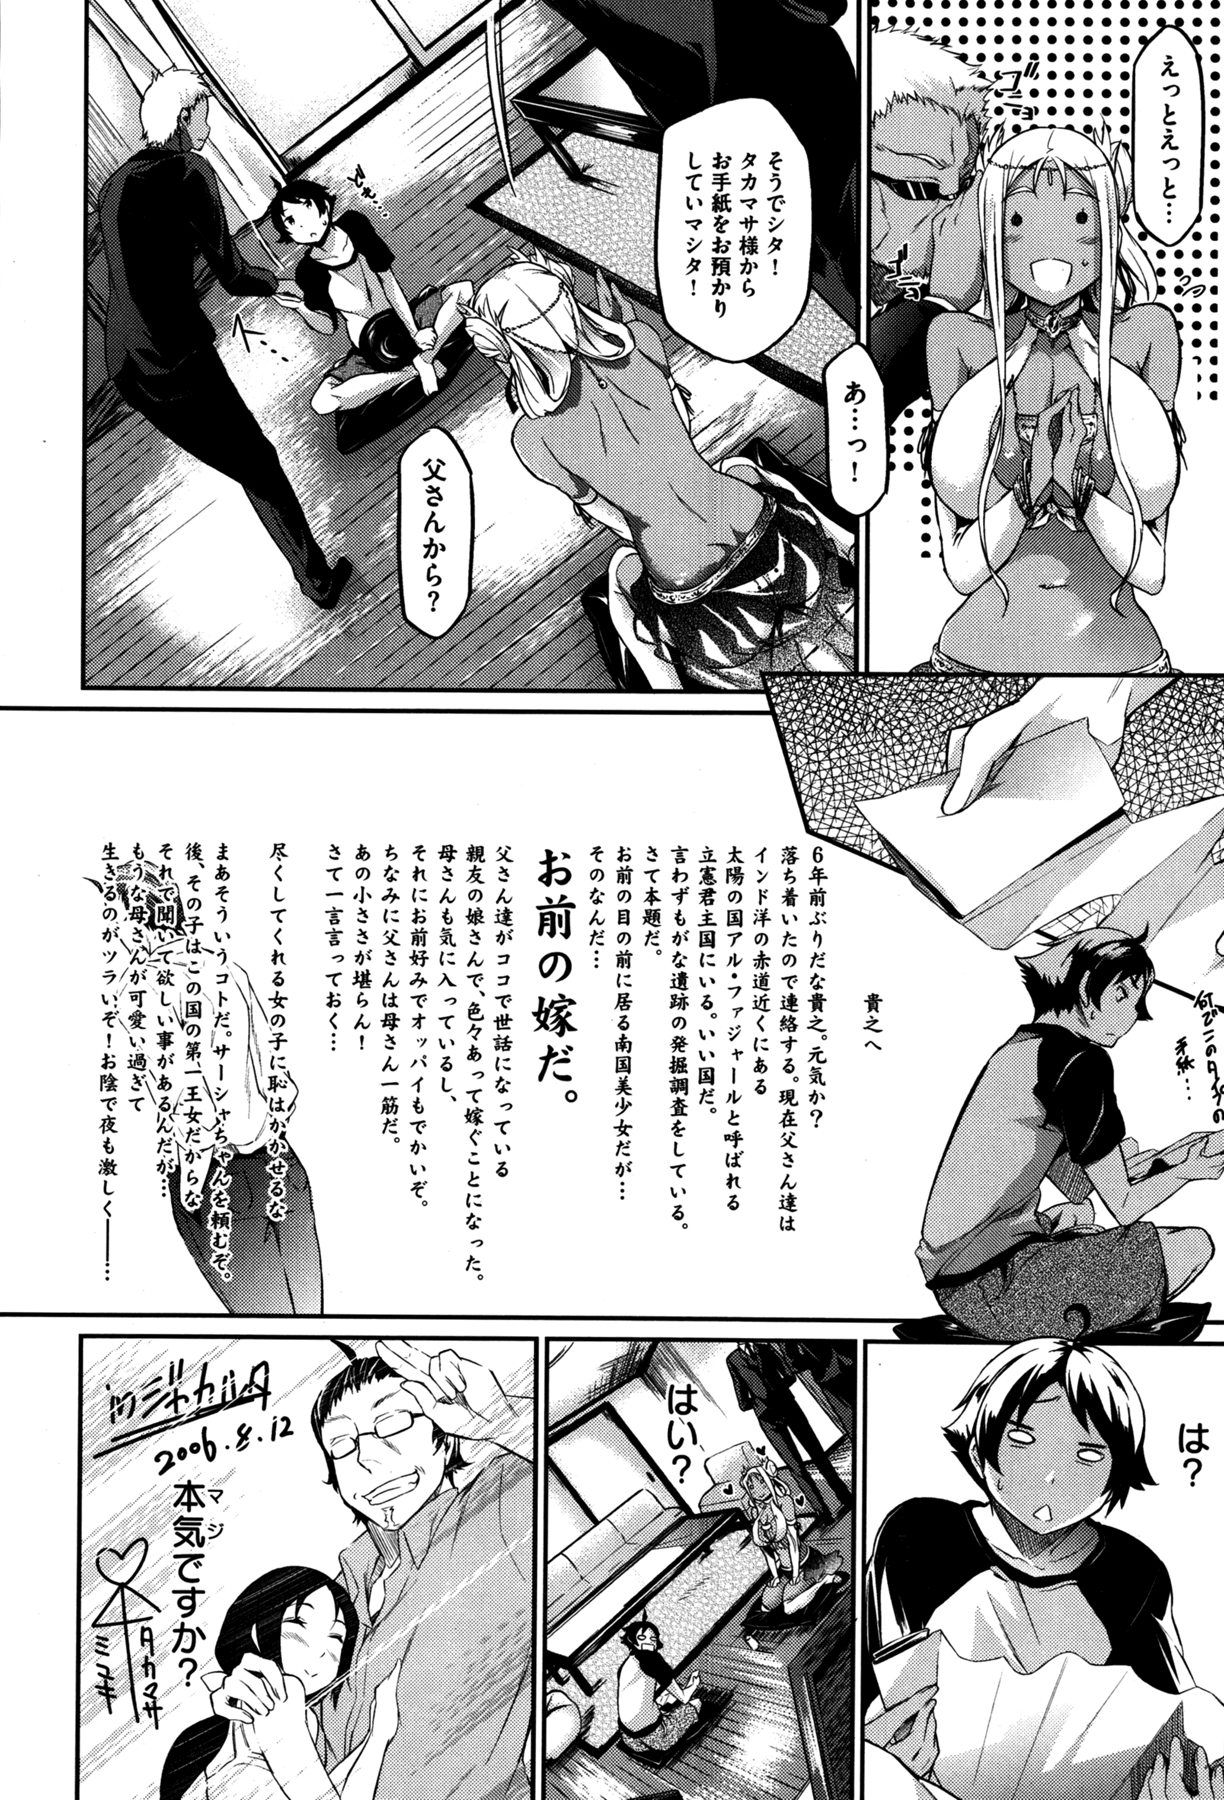 えっとえっと…
コニョ
ゴニョ
あ…っ！
そうでシタ！
タカマサ様から
お手紙をお預かり
していマシタ！
父さんから？
貴之へ
6年前ぶりだな貴之。元気か？
落ち着いたので連絡する。現在父さん達は
インド洋の赤道近くにある
太陽の国アル・ファジャールと呼ばれる
立憲君主国にいる。いい国だ。
言わずもがな遺跡の発掘調査をしている。
さて本題だ。
お前の目の前に居る南国美少女だが…
そのなんだ…
お前の嫁だ。
父さん達がココで世話になっている
親友の娘さんで、色々あって嫁ぐことになった。
母さんも気に入っているし、
それにお前好みでオッパイもでかいぞ。
ちなみに父さんは母さん一筋だ。
あの小ささが堪らん！
さて一言言っておく…
尽くしてくれる女の子に恥はかかせるな
まあそういうコトだ。サーシャちゃんを頼むぞ。
後、その子はこの国の第一王女だからな
それで聞いて欲しい事があるんだが…
もうな母さんが可愛い過ぎて
生きるのがツラいぞ！お陰で夜も激しく――…
は？
はい？
2006.8.12
本気ですか？
マジ
タカマサ
ミユキ